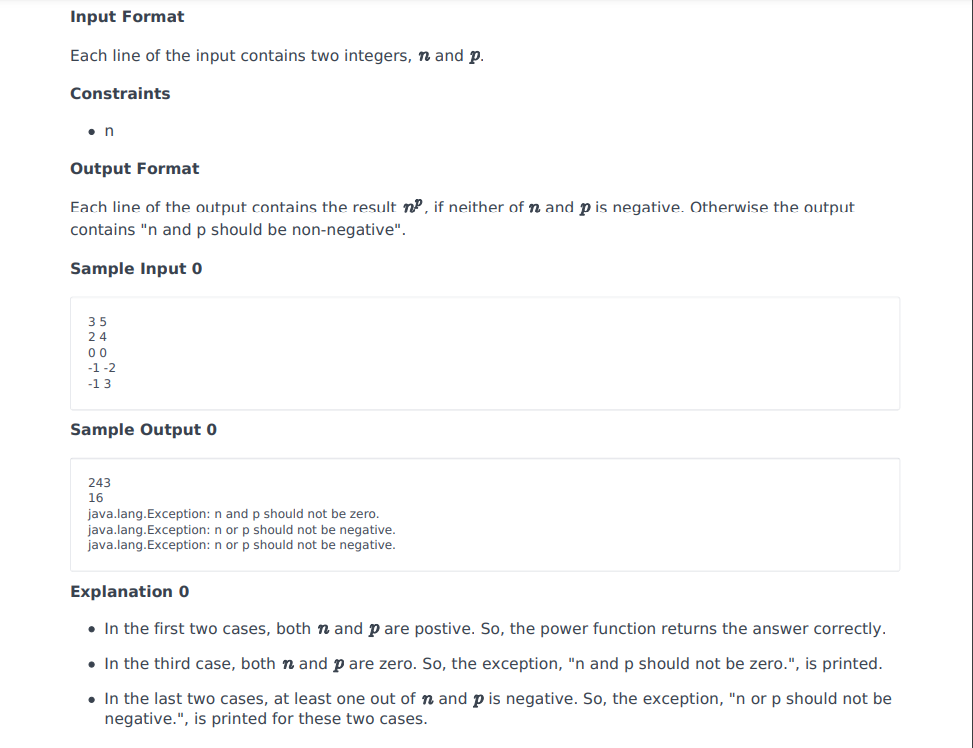 Input Format
Each line of the input contains two integers, n and p.
Constraints
• n
Output Format
Each line of the output contains the result nᵖ, if neither of n and p is negative. Otherwise the output
contains "n and p should be non-negative".
Sample Input 0
3 5
2 4
0 0
-1 -2
-1 3
Sample Output 0
243
16
java.lang.Exception: n and p should not be zero.
java.lang.Exception: n or p should not be negative.
java.lang.Exception: n or p should not be negative.
Explanation 0
• In the first two cases, both n and p are postive. So, the power function returns the answer correctly.
• In the third case, both n and p are zero. So, the exception, "n and p should not be zero.", is printed.
• In the last two cases, at least one out of n and p is negative. So, the exception, "n or p should not be
negative.", is printed for these two cases.